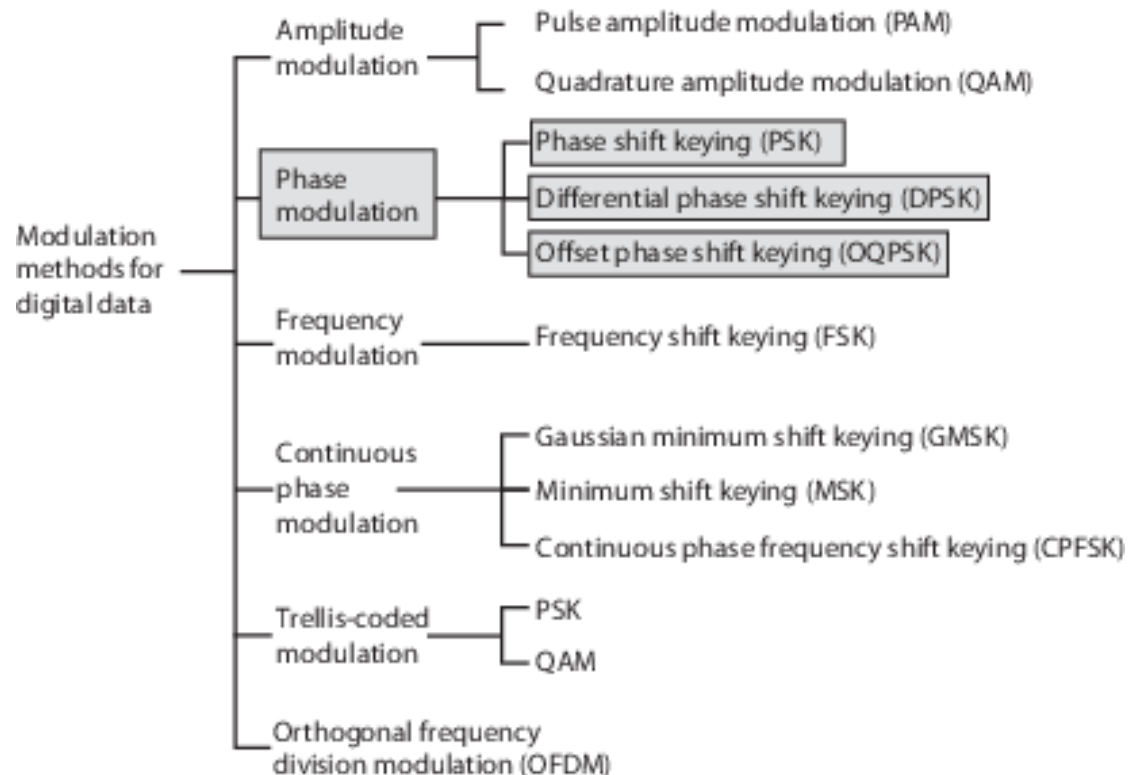 Modulation
methods for
digital data
Amplitude
modulation
Pulse amplitude modulation (PAM)
Quadrature amplitude modulation (QAM)
Phase
modulation
Phase shift keying (PSK)
Differential phase shift keying (DPSK)
Offset phase shift keying (OQPSK)
Frequency
modulation
Frequency shift keying (FSK)
Continuous
phase
modulation
Gaussian minimum shift keying (GMSK)
Minimum shift keying (MSK)
Continuous phase frequency shift keying (CPFSK)
Trellis-coded
modulation
PSK
QAM
Orthogonal frequency
division modulation (OFDM)